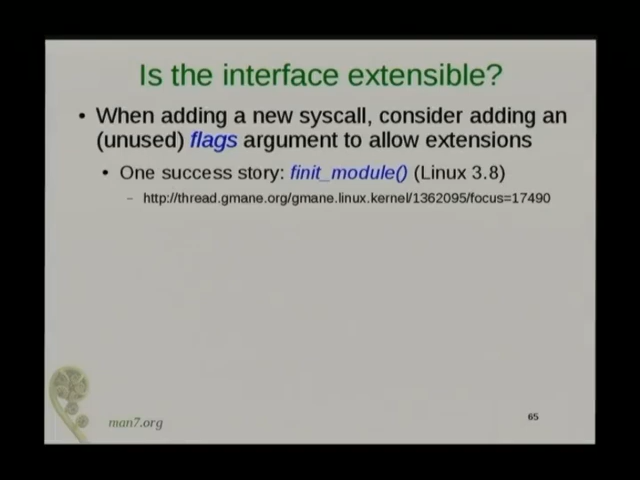 Is the interface extensible?
• When adding a new syscall, consider adding an
(unused) flags argument to allow extensions
• One success story: finit_module() (Linux 3.8)
– http://thread.gmane.org/gmane.linux.kernel/1362095/focus=17490
man7.org
65